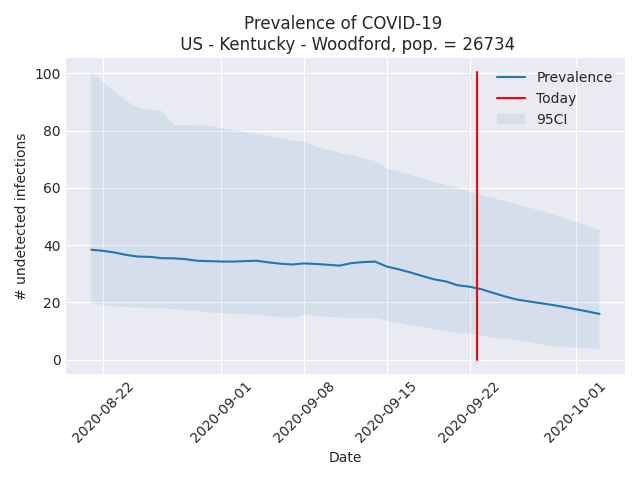 Prevalence of COVID-19
US - Kentucky - Woodford, pop. = 26734
Prevalence
Today
95CI
# undetected infections
100
80
60
40
20
0
2020-08-22
2020-09-01
2020-09-08
2020-09-15
2020-09-22
2020-10-01
Date